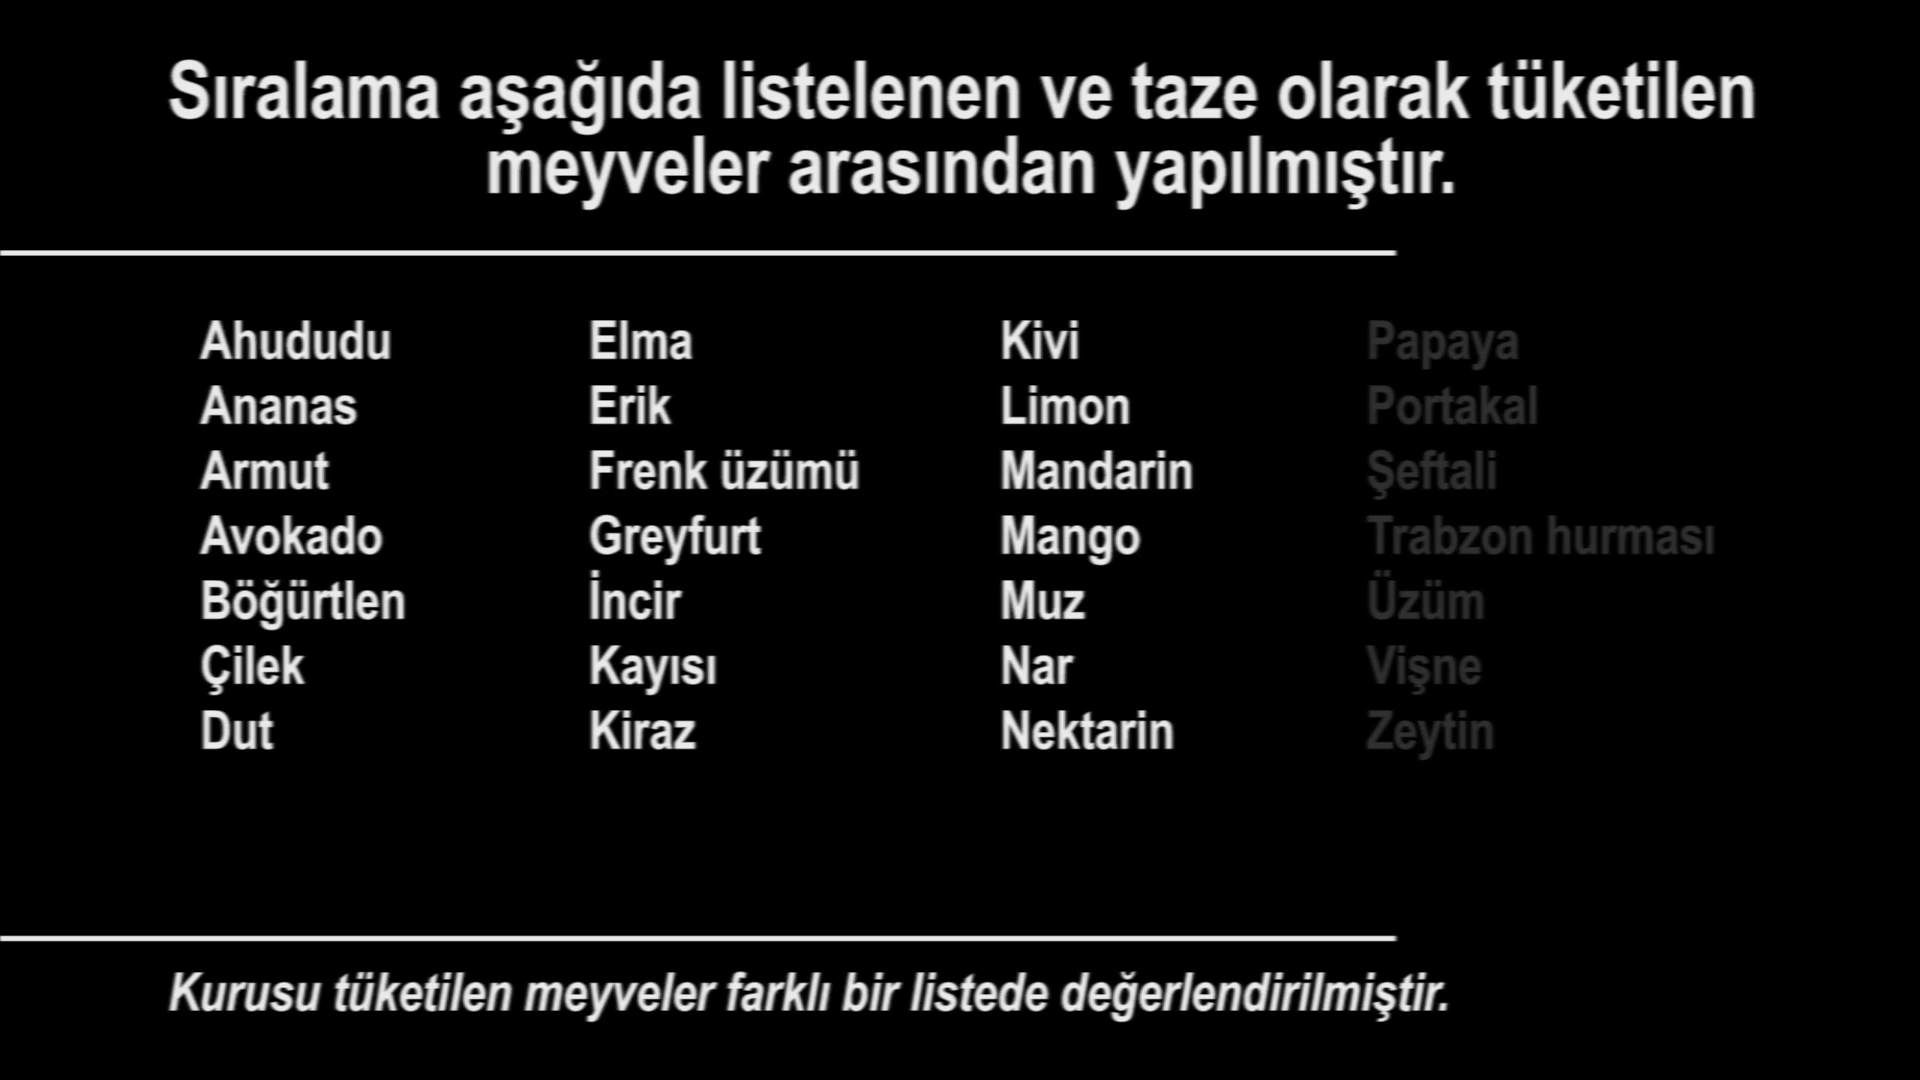 Sıralama aşağıda listelenen ve taze olarak tüketilen
meyveler arasından yapılmıştır.
Ahududu
Ananas
Armut
Avokado
Böğürtlen
Çilek
Dut
Elma
Erik
Frenk üzümü
Greyfurt
İncir
Kayısı
Kiraz
Kivi
Limon
Mandarin
Mango
Muz
Nar
Nektarin
Papaya
Portakal
Şeftali
Trabzon hurması
Üzüm
Vişne
Zeytin
Kurusu tüketilen meyveler farklı bir listede değerlendirilmiştir.